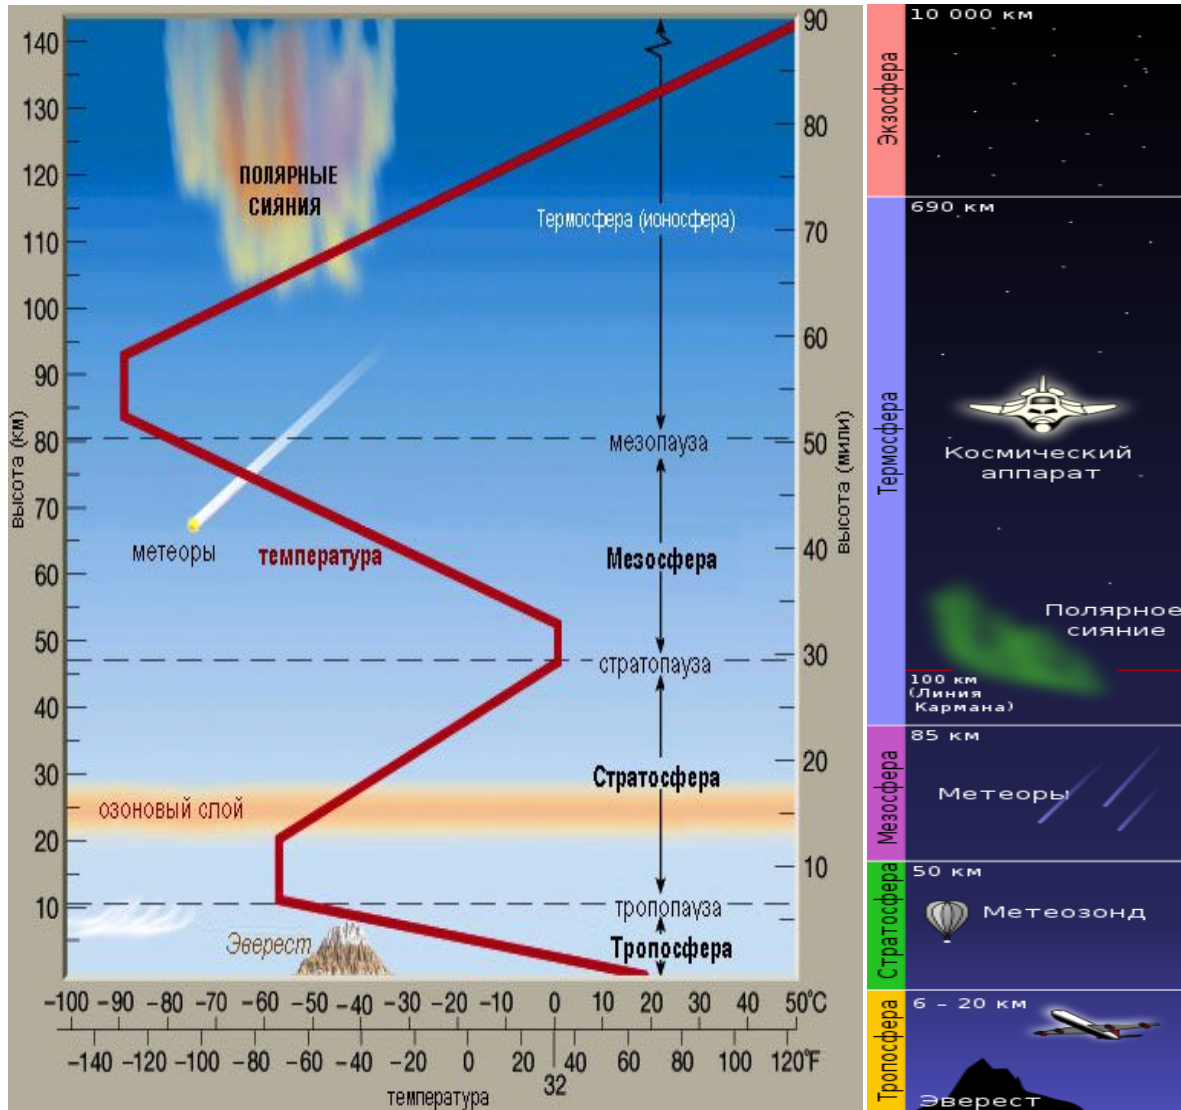 140
130
120
110
100
90
80
70
60
50
40
30
20
10
высота (км)
ПОЛЯРНЫЕ
СИЯНИЯ
Термосфера (ионосфера)
мезопауза
метеоры
температура
Мезосфера
стратопауза
Стратосфера
озоновый слой
тропопауза
Эверест
Тропосфера
90
80
70
60
50
40
30
20
10
высота (мили)
-100 -90 -80 -70 -60 -50 -40 -30 -20 -10 0 10 20 30 40 50°C
-140 -120 -100 -80 -60 -40 -20 0 20 40 60 80 100 120°F
32
температура
Экзосфера
10 000 км
Термосфера
690 км
Космический
аппарат
Полярное
сияние
100 км
(Линия
Кармана)
Мезосфера
85 км
Метеоры
Стратосфера
50 км
Метеозонд
Тропосфера
6 – 20 км
Эверест